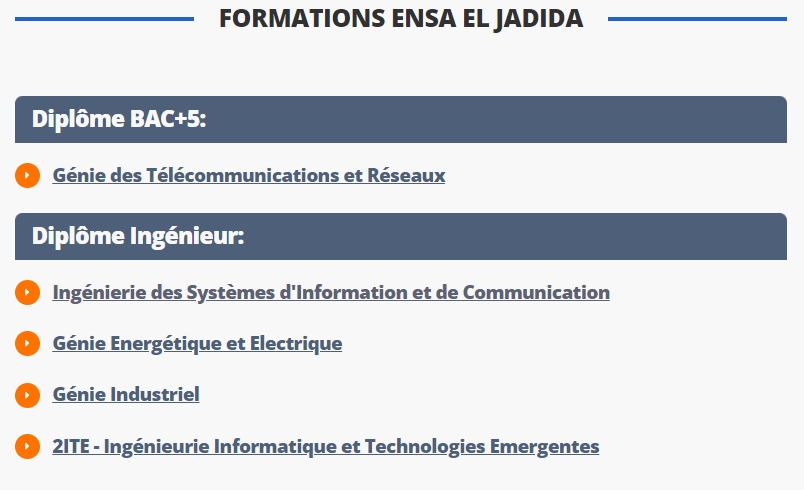 FORMATIONS ENSA EL JADIDA
Diplôme BAC+5:
Génie des Télécommunications et Réseaux
Diplôme Ingénieur:
Ingénierie des Systèmes d'Information et de Communication
Génie Energétique et Electrique
Génie Industriel
2ITE - Ingénieurie Informatique et Technologies Emergentes